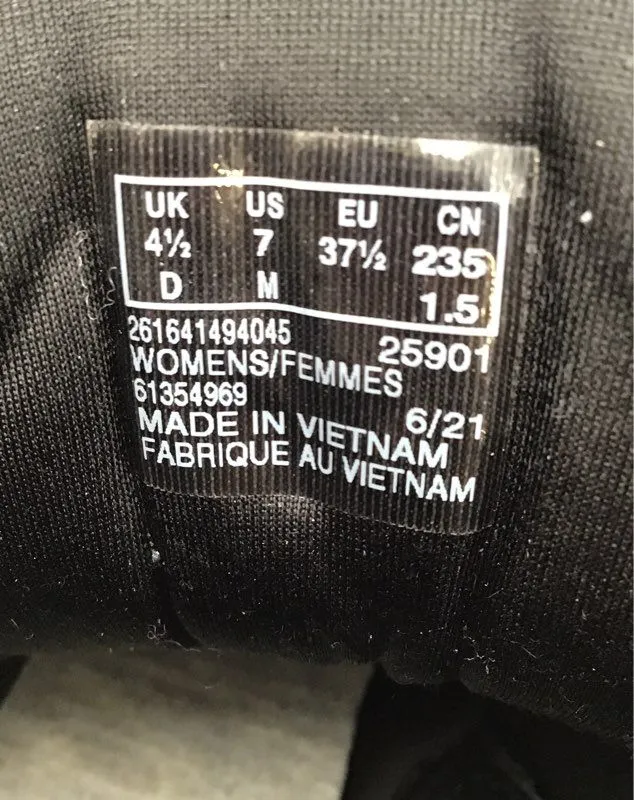 UK US EU CN
4½ 7 37½ 235
D M 1.5
261641494045 25901
WOMENS/FEMMES
61354969 6/21
MADE IN VIETNAM
FABRIQUE AU VIETNAM